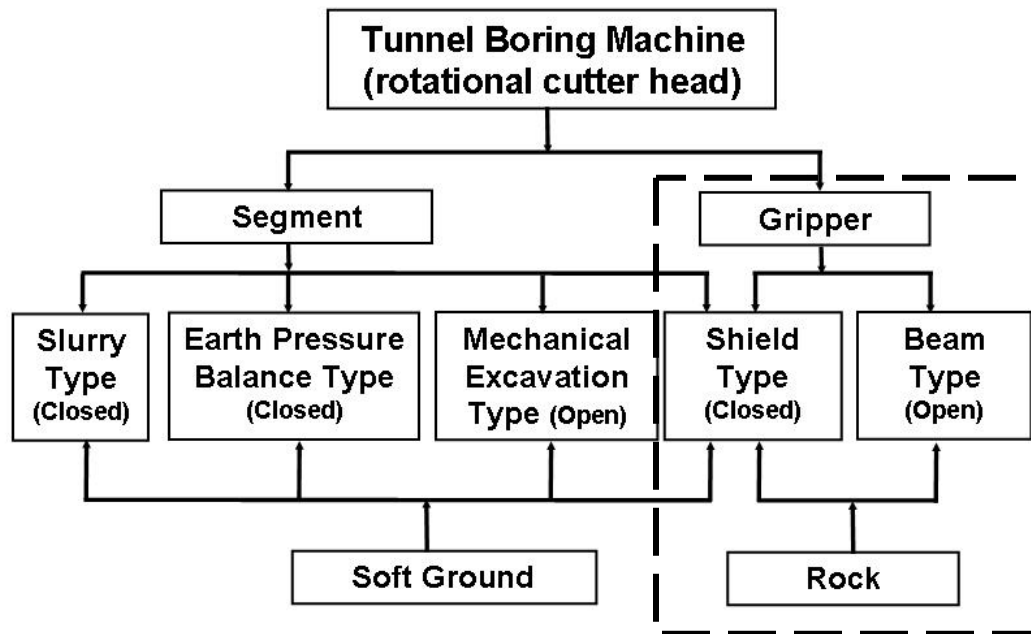 Tunnel Boring Machine
(rotational cutter head)
Segment
Gripper
Slurry
Type
(Closed)
Earth Pressure
Balance Type
(Closed)
Mechanical
Excavation
Type (Open)
Shield
Type
(Closed)
Beam
Type
(Open)
Soft Ground
Rock